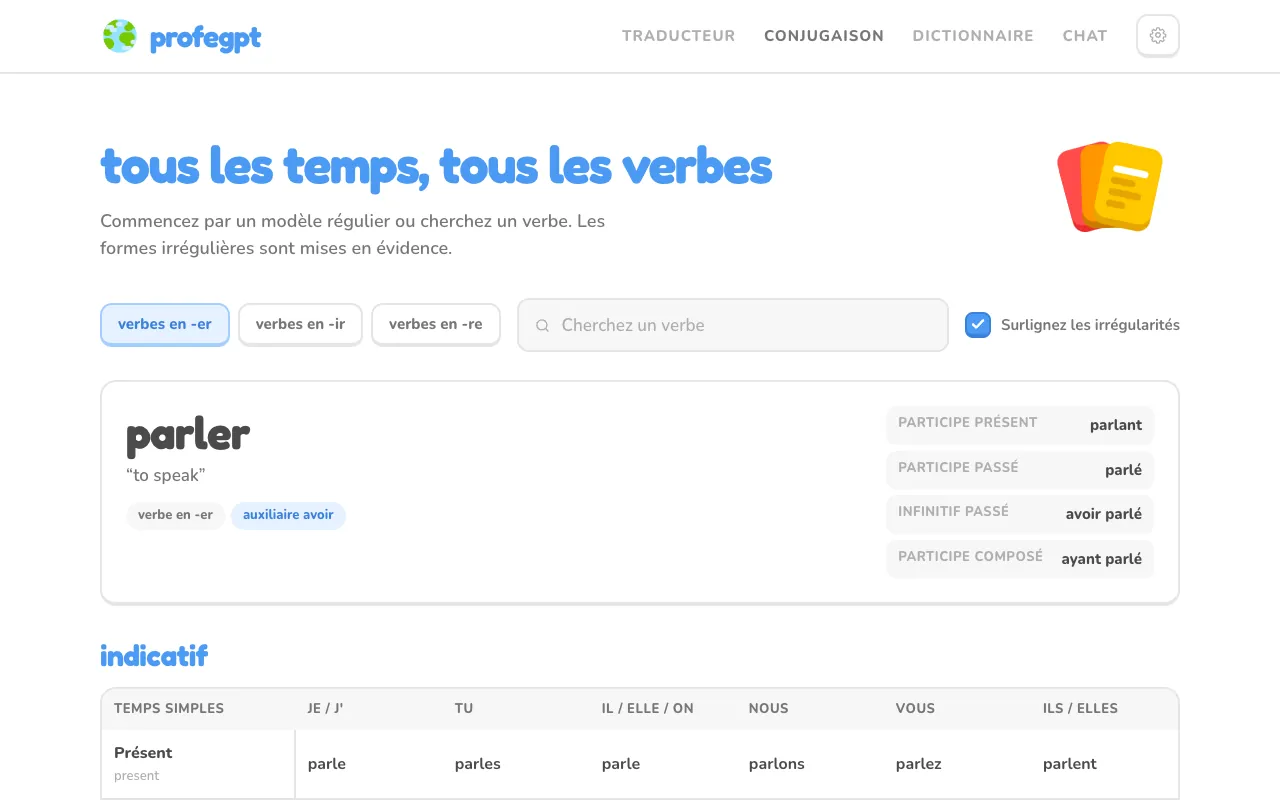 profegpt
TRADUCTEUR CONJUGAISON DICTIONNAIRE CHAT
tous les temps, tous les verbes
Commencez par un modèle régulier ou cherchez un verbe. Les
formes irrégulières sont mises en évidence.
verbes en -er verbes en -ir verbes en -re Cherchez un verbe Surlignez les irrégularités
parler
“to speak”
verbe en -er auxiliaire avoir
PARTICIPE PRÉSENT parlant
PARTICIPE PASSÉ parlé
INFINITIF PASSÉ avoir parlé
PARTICIPE COMPOSÉ ayant parlé
indicatif
TEMPS SIMPLES JE / J' TU IL / ELLE / ON NOUS VOUS ILS / ELLES
Présent parle parles parle parlons parlez parlent
present